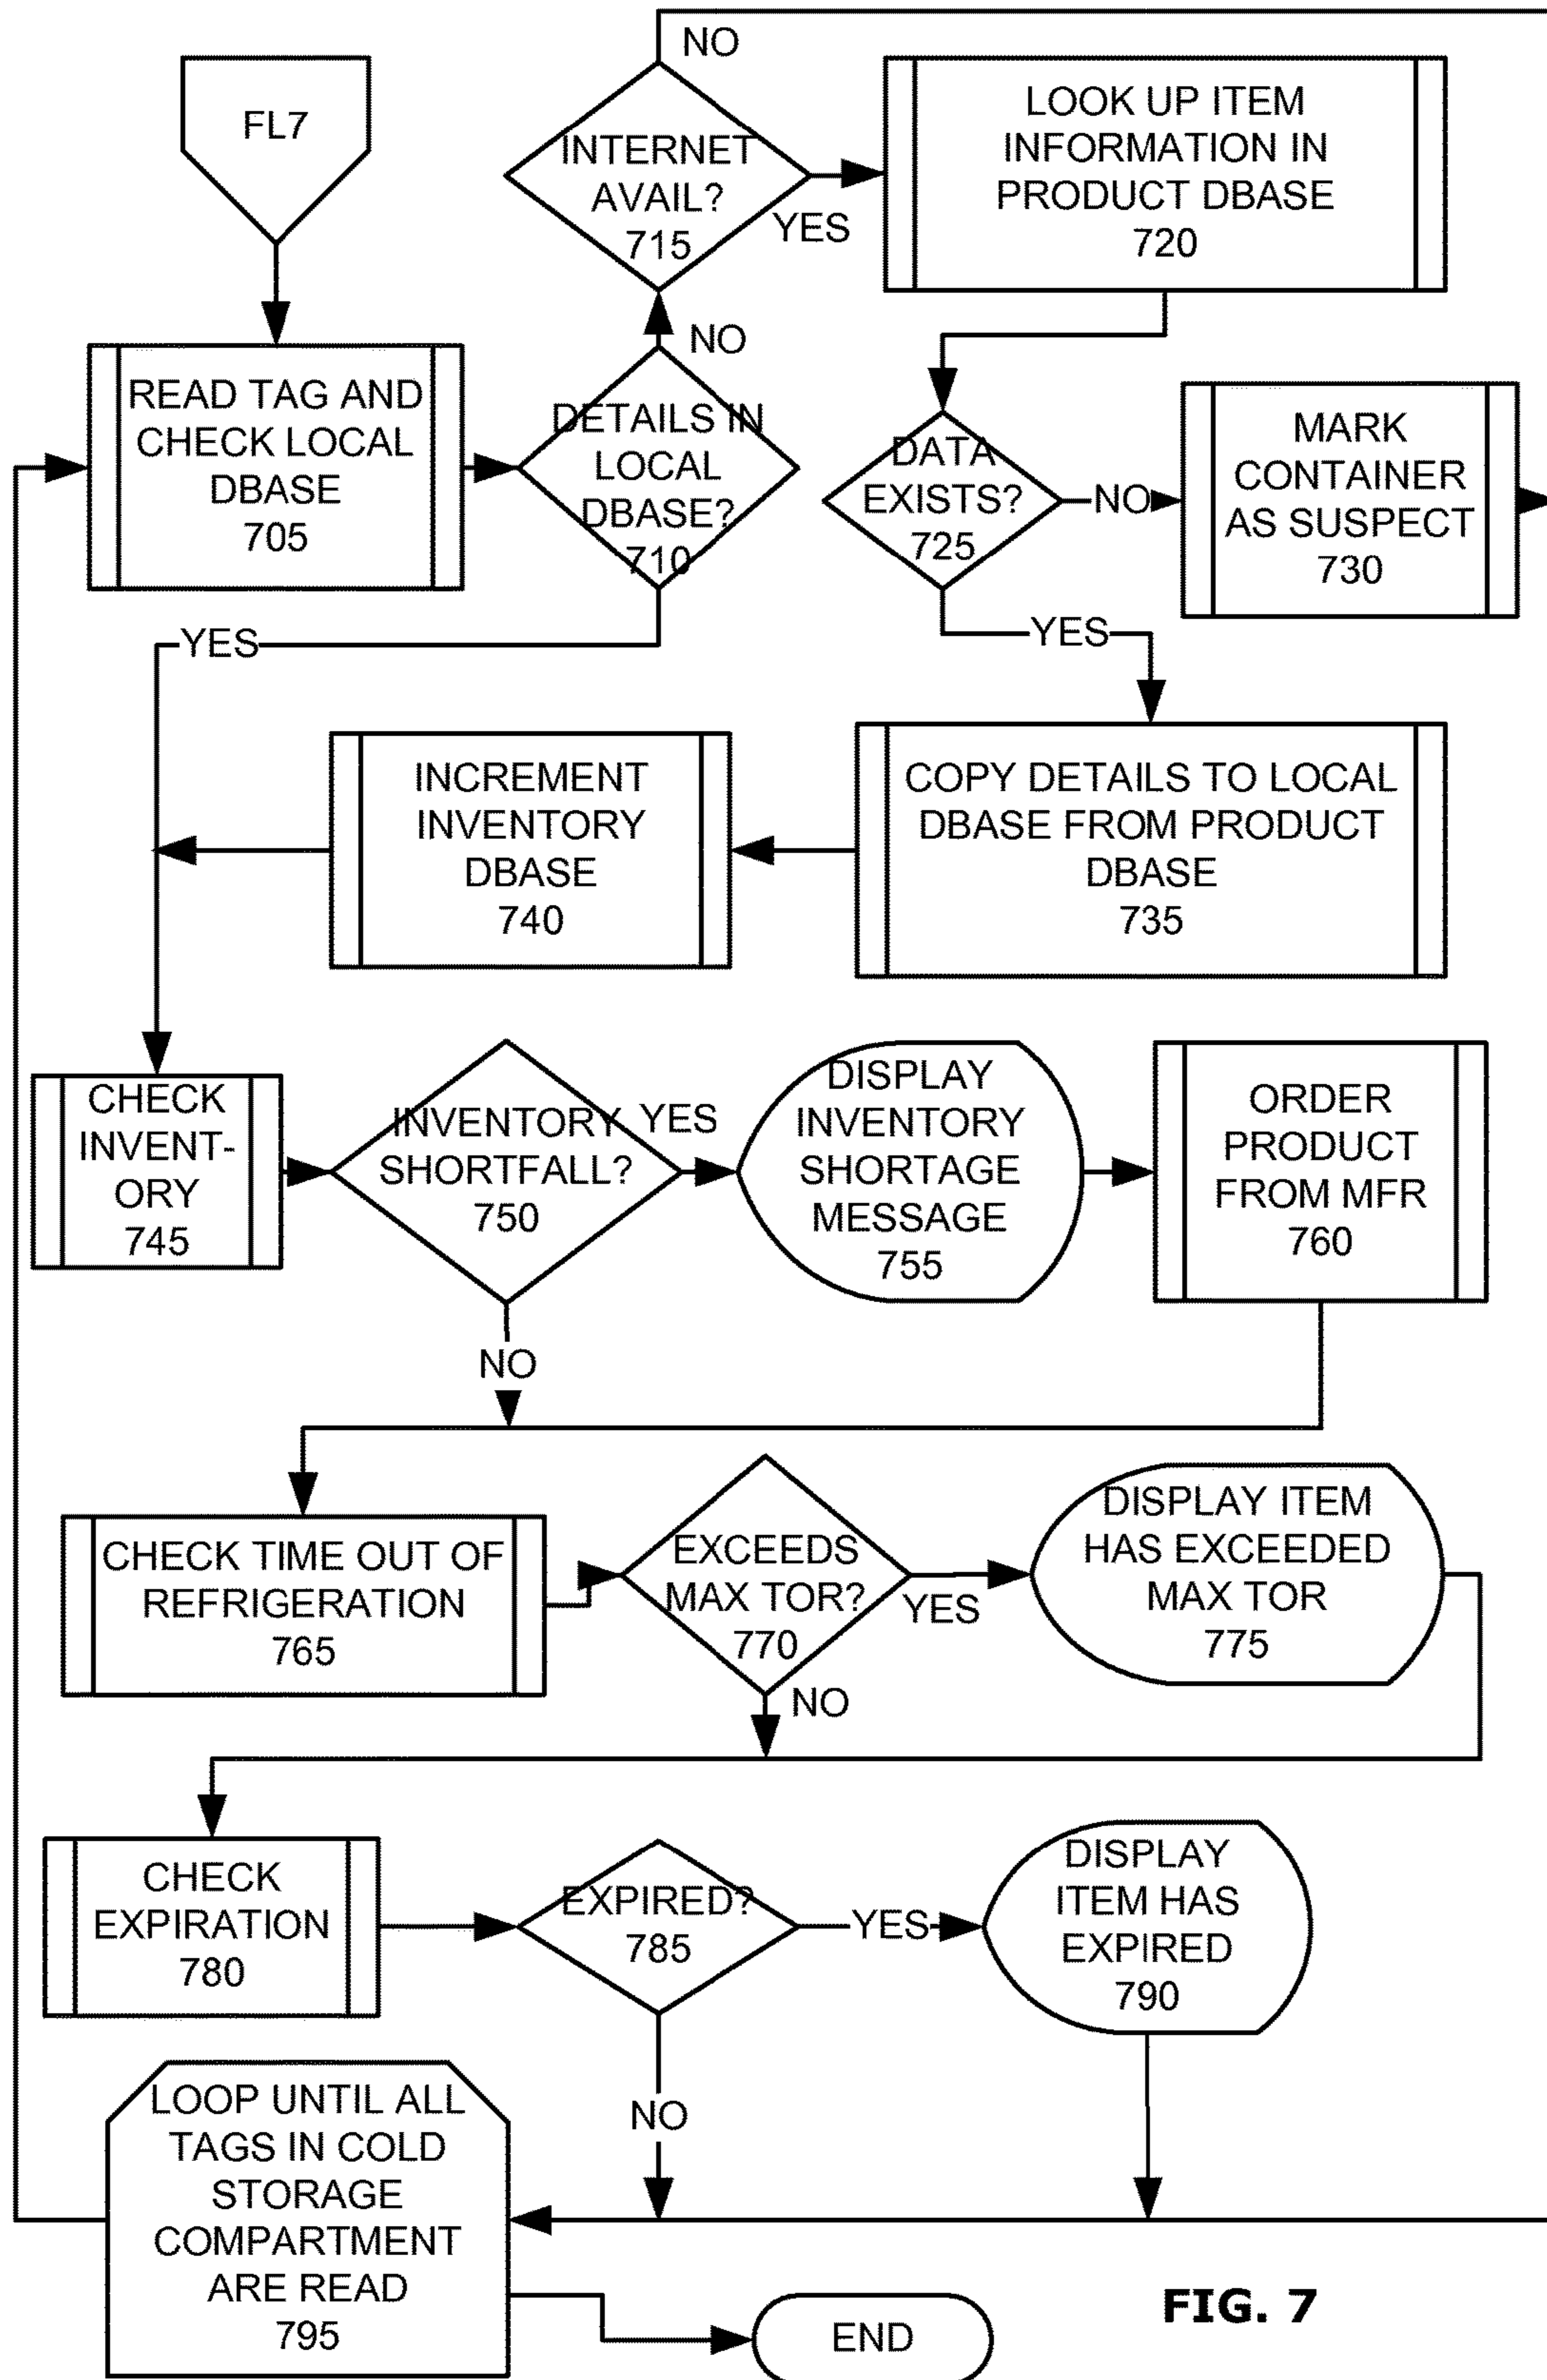 FL7
READ TAG AND
CHECK LOCAL
DBASE
705
DETAILS IN
LOCAL
DBASE?
710
NO
YES
INTERNET
AVAIL?
715
NO
YES
LOOK UP ITEM
INFORMATION IN
PRODUCT DBASE
720
DATA
EXISTS?
725
NO
YES
MARK
CONTAINER
AS SUSPECT
730
COPY DETAILS TO LOCAL
DBASE FROM PRODUCT
DBASE
735
INCREMENT
INVENTORY
DBASE
740
CHECK
INVENT-
ORY
745
INVENTORY
SHORTFALL?
750
YES
NO
DISPLAY
INVENTORY
SHORTAGE
MESSAGE
755
ORDER
PRODUCT
FROM MFR
760
CHECK TIME OUT OF
REFRIGERATION
765
EXCEEDS
MAX TOR?
770
YES
NO
DISPLAY ITEM
HAS EXCEEDED
MAX TOR
775
CHECK
EXPIRATION
780
EXPIRED?
785
YES
NO
DISPLAY
ITEM HAS
EXPIRED
790
LOOP UNTIL ALL
TAGS IN COLD
STORAGE
COMPARTMENT
ARE READ
795
END
FIG. 7